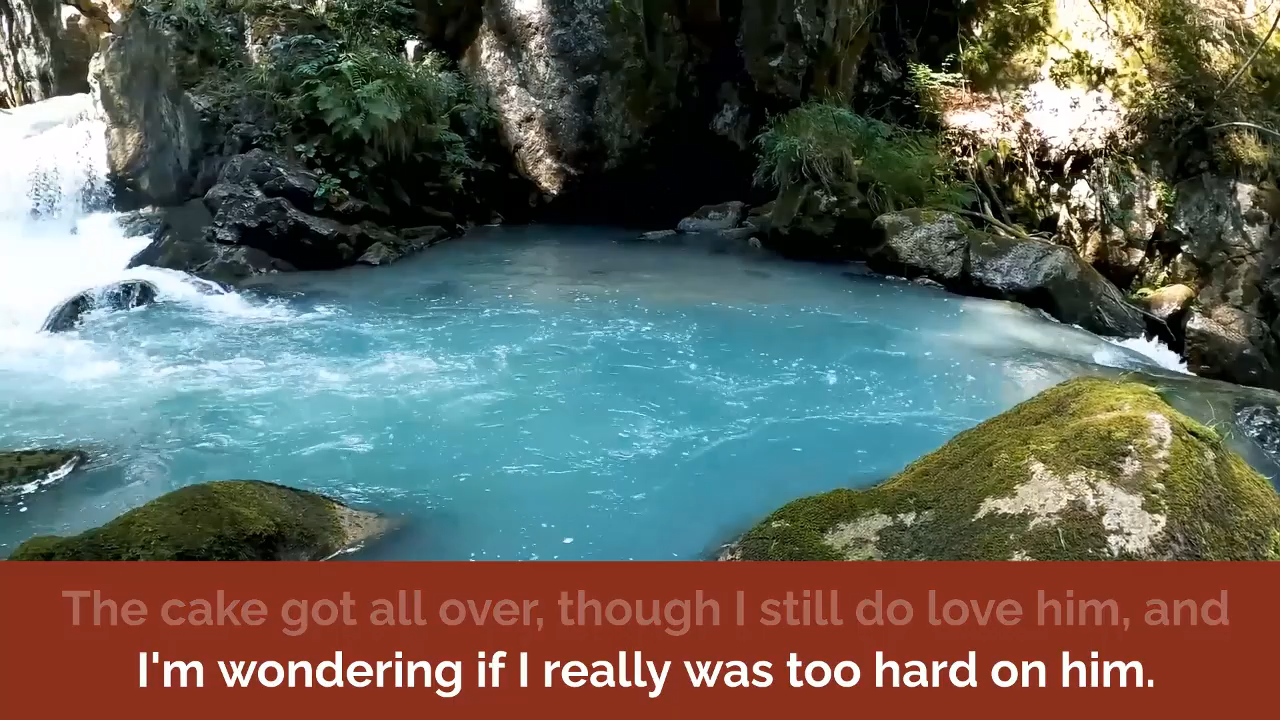 The cake got all over, though I still do love him, and
I'm wondering if I really was too hard on him.